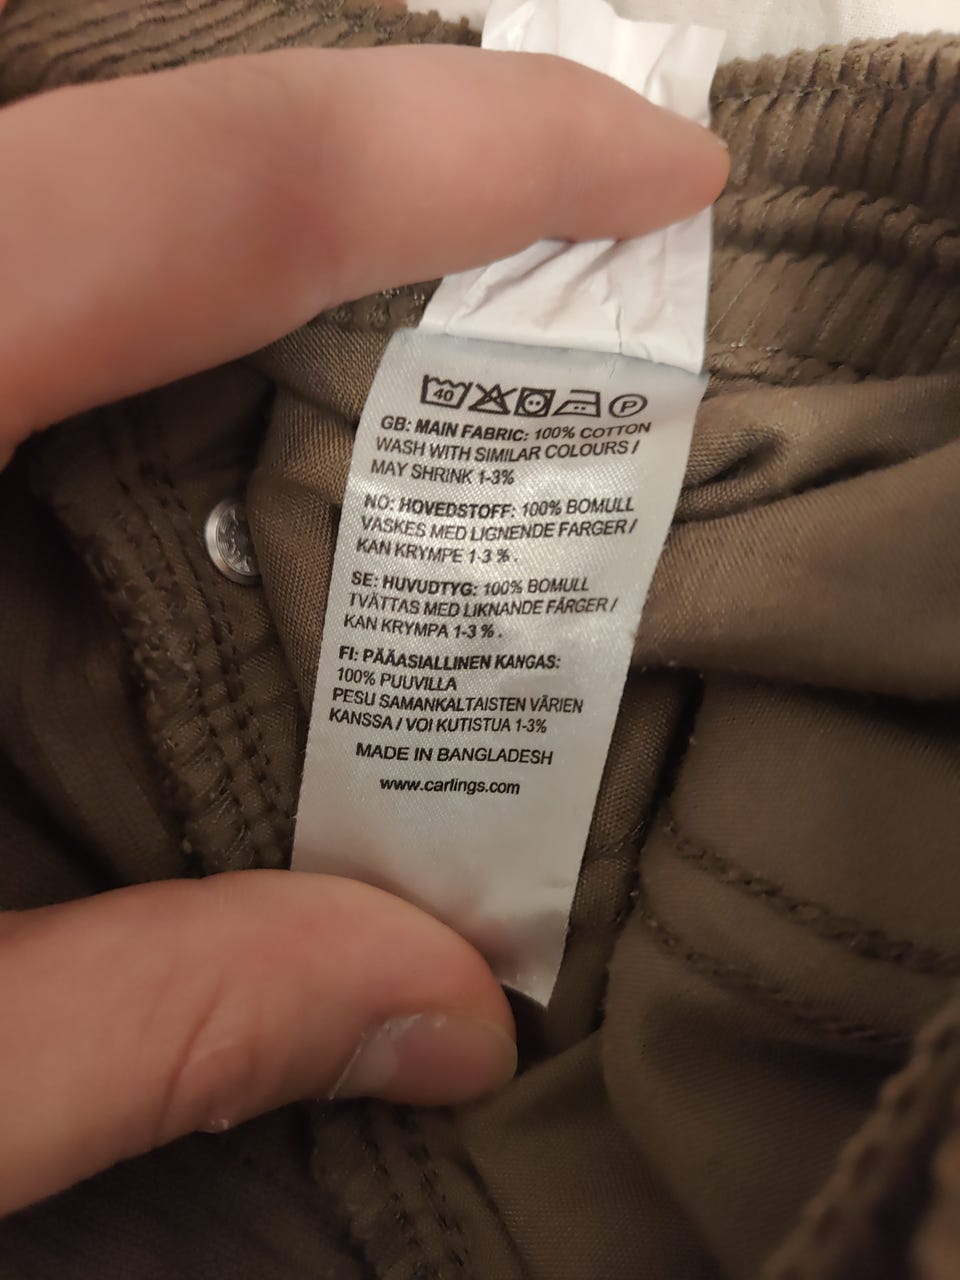 40 P
GB: MAIN FABRIC: 100% COTTON
WASH WITH SIMILAR COLOURS /
MAY SHRINK 1-3%
NO: HOVEDSTOFF: 100% BOMULL
VASKES MED LIGNENDE FARGER /
KAN KRYMPE 1-3 % .
SE: HUVUDTYG: 100% BOMULL
TVÄTTAS MED LIKNANDE FÄRGER /
KAN KRYMPA 1-3 % .
FI: PÄÄASIALLINEN KANGAS:
100% PUUVILLA
PESU SAMANKALTAISTEN VÄRIEN
KANSSA / VOI KUTISTUA 1-3%
MADE IN BANGLADESH
www.carlings.com